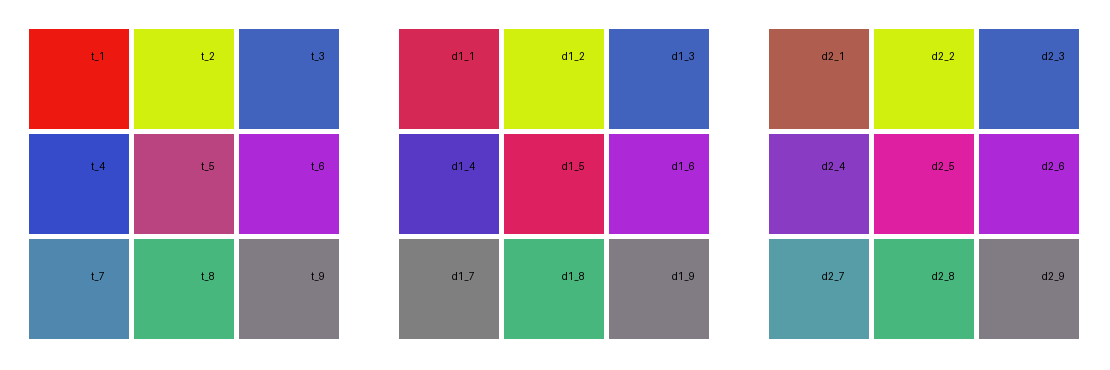 t_1 t_2 t_3 d1_1 d1_2 d1_3 d2_1 d2_2 d2_3
t_4 t_5 t_6 d1_4 d1_5 d1_6 d2_4 d2_5 d2_6
t_7 t_8 t_9 d1_7 d1_8 d1_9 d2_7 d2_8 d2_9